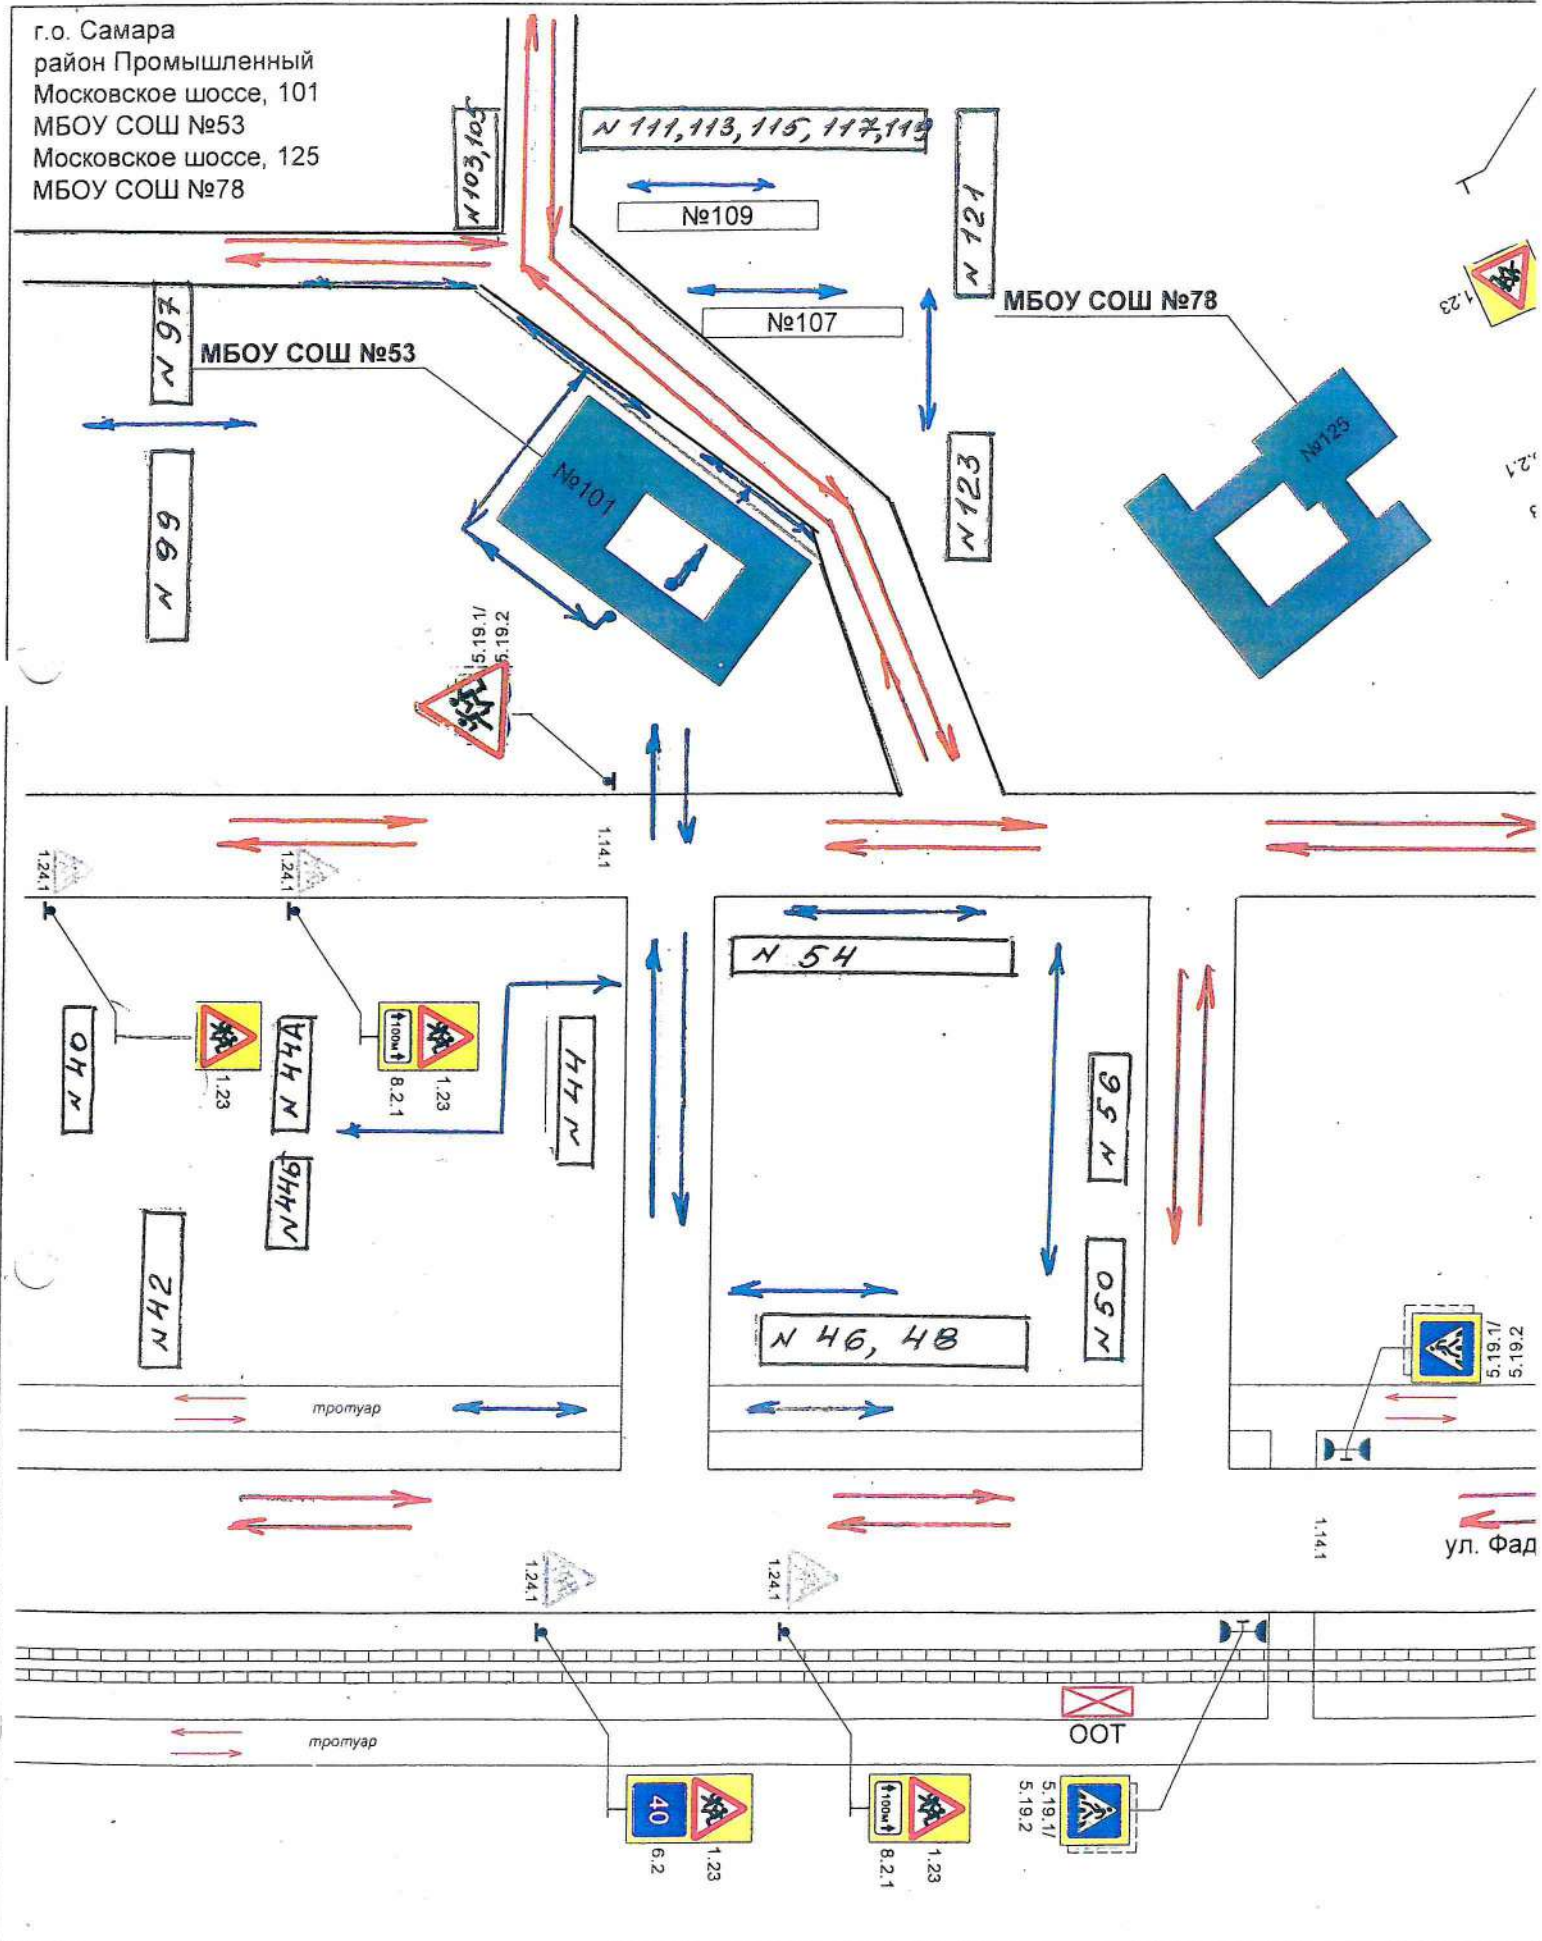 г.о. Самара
район Промышленный
Московское шоссе, 101
МБОУ СОШ №53
Московское шоссе, 125
МБОУ СОШ №78
N 103,105
N 111,113,115,117,119
№109
N 121
№107
МБОУ СОШ №78
1.23
N 97
МБОУ СОШ №53
№101
N 123
№125
.2.1
N 99
5.19.1/
5.19.2
1.24.1
1.24.1
1.14.1
N 54
N 40
1.23
N 44А
8.2.1
100м
1.23
N 44
N 56
N44б
N 42
N 50
N 46, 48
5.19.1/
5.19.2
тротуар
1.14.1
ул. Фад
1.24.1
1.24.1
ООТ
тротуар
40
6.2
1.23
100м
8.2.1
1.23
5.19.1/
5.19.2